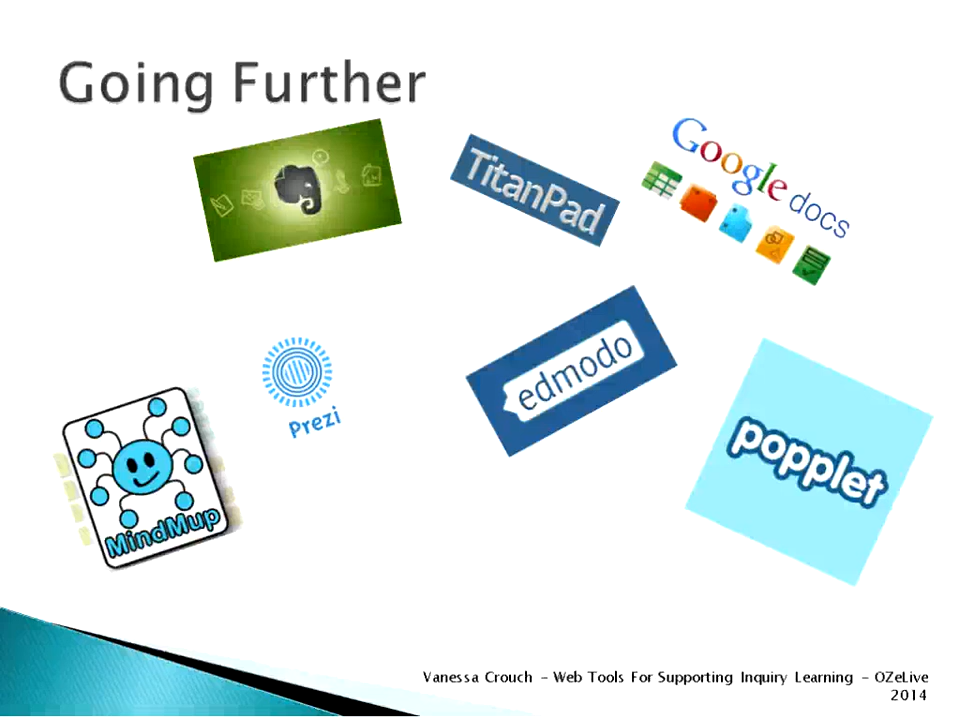 Going Further
TitanPad
Google docs
Prezi
edmodo
popplet
MindMup
Vanessa Crouch - Web Tools For Supporting Inquiry Learning - OZeLive
2014